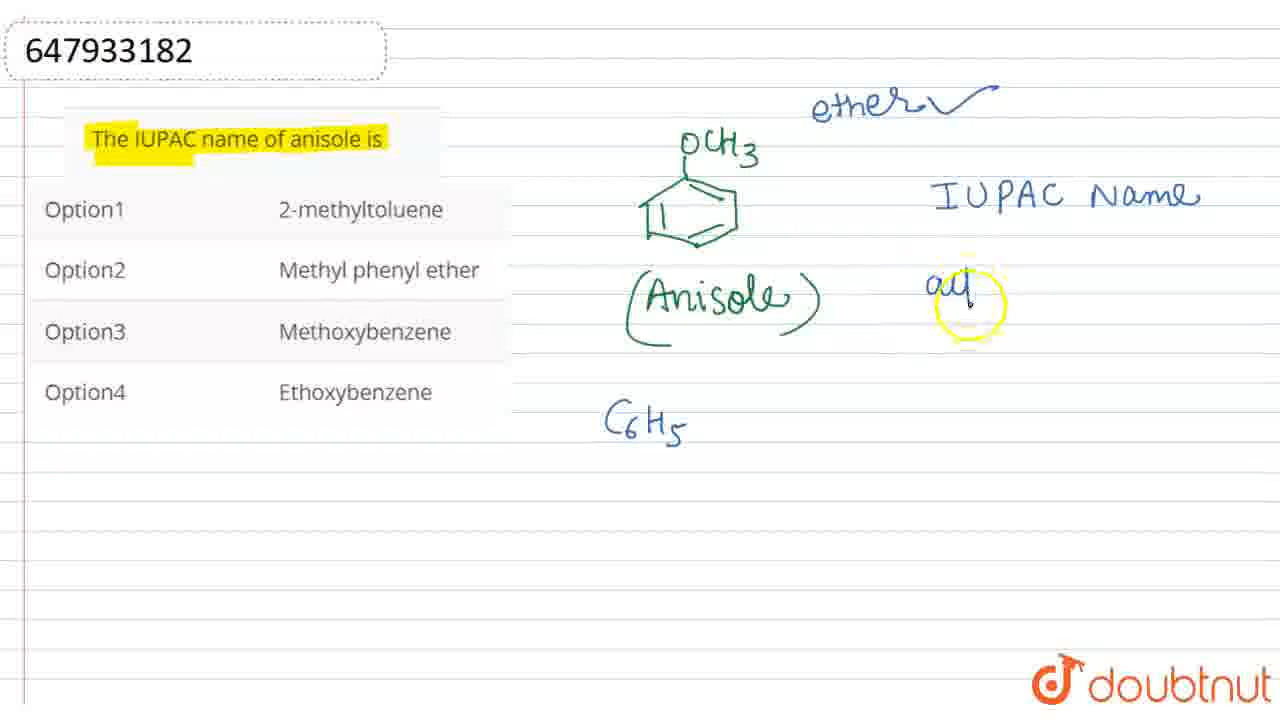 647933182
The IUPAC name of anisole is
Option1 2-methyltoluene
Option2 Methyl phenyl ether
Option3 Methoxybenzene
Option4 Ethoxybenzene
ether
OCH3
IUPAC Name
(Anisole)
C6H5
doubtnut